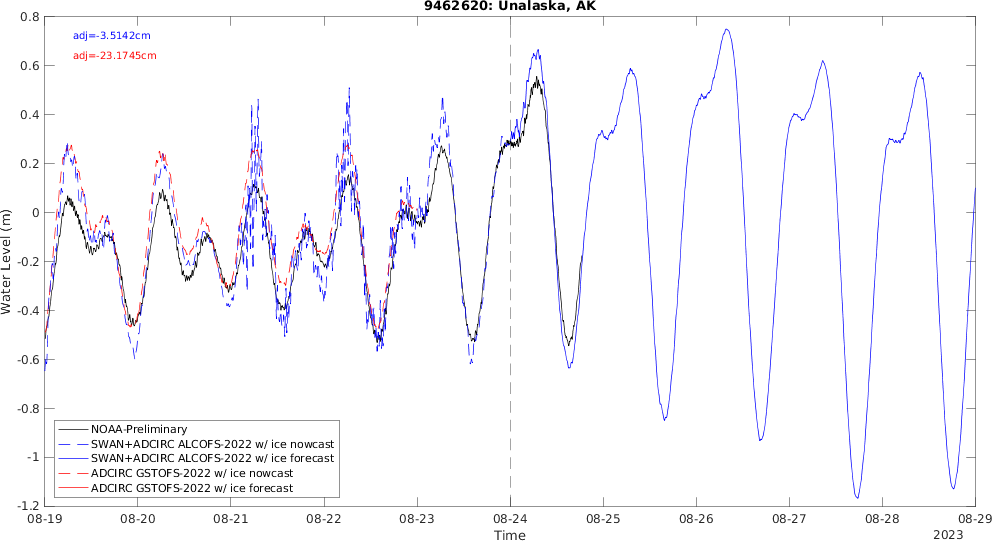 9462620: Unalaska, AK
adj=-3.5142cm
adj=-23.1745cm
0.8
0.6
0.4
0.2
0
-0.2
-0.4
-0.6
-0.8
-1
-1.2
Water Level (m)
NOAA-Preliminary
SWAN+ADCIRC ALCOFS-2022 w/ ice nowcast
SWAN+ADCIRC ALCOFS-2022 w/ ice forecast
ADCIRC GSTOFS-2022 w/ ice nowcast
ADCIRC GSTOFS-2022 w/ ice forecast
08-19 08-20 08-21 08-22 08-23 08-24 08-25 08-26 08-27 08-28 08-29
Time
2023